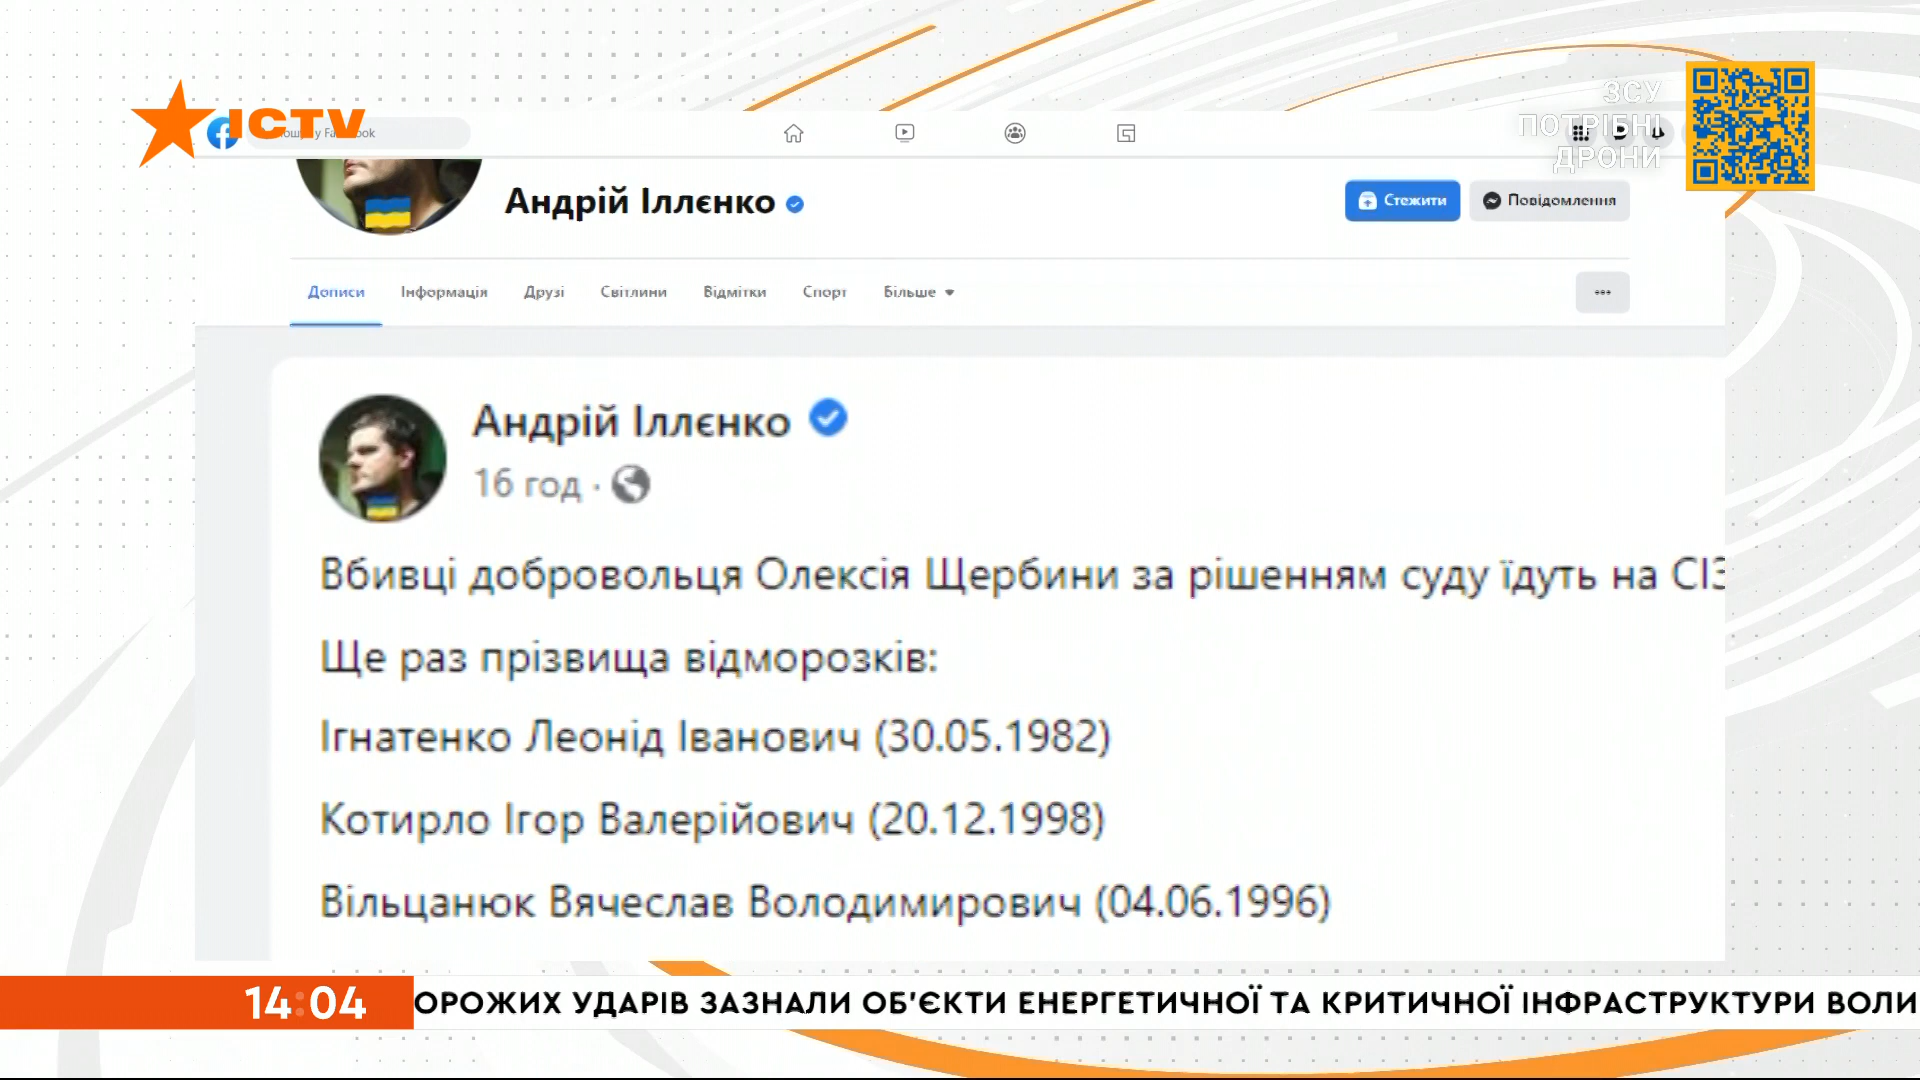 ICTV
ЗСУ
ПОТРІБНІ
ДРОНИ
Андрій Іллєнко
Стежити
Повідомлення
Дописи Інформація Друзі Світлини Відмітки Спорт Більше
Андрій Іллєнко
16 год ·
Вбивці добровольця Олексія Щербини за рішенням суду їдуть на СІЗ
Ще раз прізвища відморозків:
Ігнатенко Леонід Іванович (30.05.1982)
Котирло Ігор Валерійович (20.12.1998)
Вільцанюк Вячеслав Володимирович (04.06.1996)
14:04
ОРОЖИХ УДАРІВ ЗАЗНАЛИ ОБ'ЄКТИ ЕНЕРГЕТИЧНОЇ ТА КРИТИЧНОЇ ІНФРАСТРУКТУРИ ВОЛИ